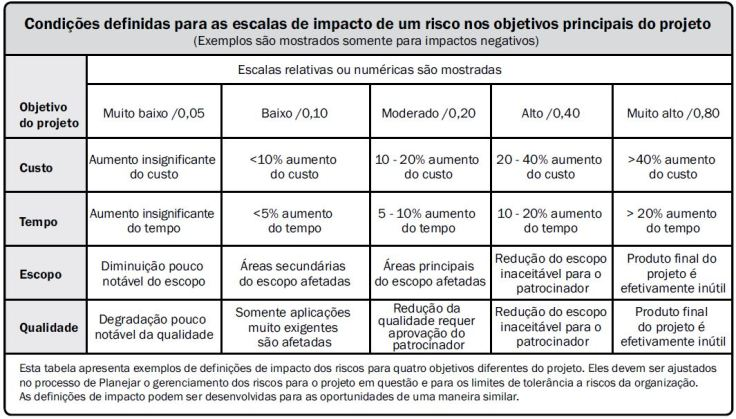 Condições definidas para as escalas de impacto de um risco nos objetivos principais do projeto
(Exemplos são mostrados somente para impactos negativos)
Escalas relativas ou numéricas são mostradas
Objetivo
do projeto
Muito baixo /0,05
Baixo /0,10
Moderado /0,20
Alto /0,40
Muito alto /0,80
Custo
Aumento insignificante
do custo
<10% aumento
do custo
10 - 20% aumento
do custo
20 - 40% aumento
do custo
>40% aumento
do custo
Tempo
Aumento insignificante
do tempo
<5% aumento
do tempo
5 - 10% aumento
do tempo
10 - 20% aumento
do tempo
> 20% aumento
do tempo
Escopo
Diminuição pouco
notável do escopo
Áreas secundárias
do escopo afetadas
Áreas principais
do escopo afetadas
Redução do escopo
inaceitável para o
patrocinador
Produto final do
projeto é
efetivamente inútil
Qualidade
Degradação pouco
notável da qualidade
Somente aplicações
muito exigentes
são afetadas
Redução da
qualidade requer
aprovação do
patrocinador
Redução do escopo
inaceitável para o
patrocinador
Produto final
do projeto é
efetivamente inútil
Esta tabela apresenta exemplos de definições de impacto dos riscos para quatro objetivos diferentes do projeto. Eles devem ser ajustados
no processo de Planejar o gerenciamento dos riscos para o projeto em questão e para os limites de tolerância a riscos da organização.
As definições de impacto podem ser desenvolvidas para as oportunidades de uma maneira similar.